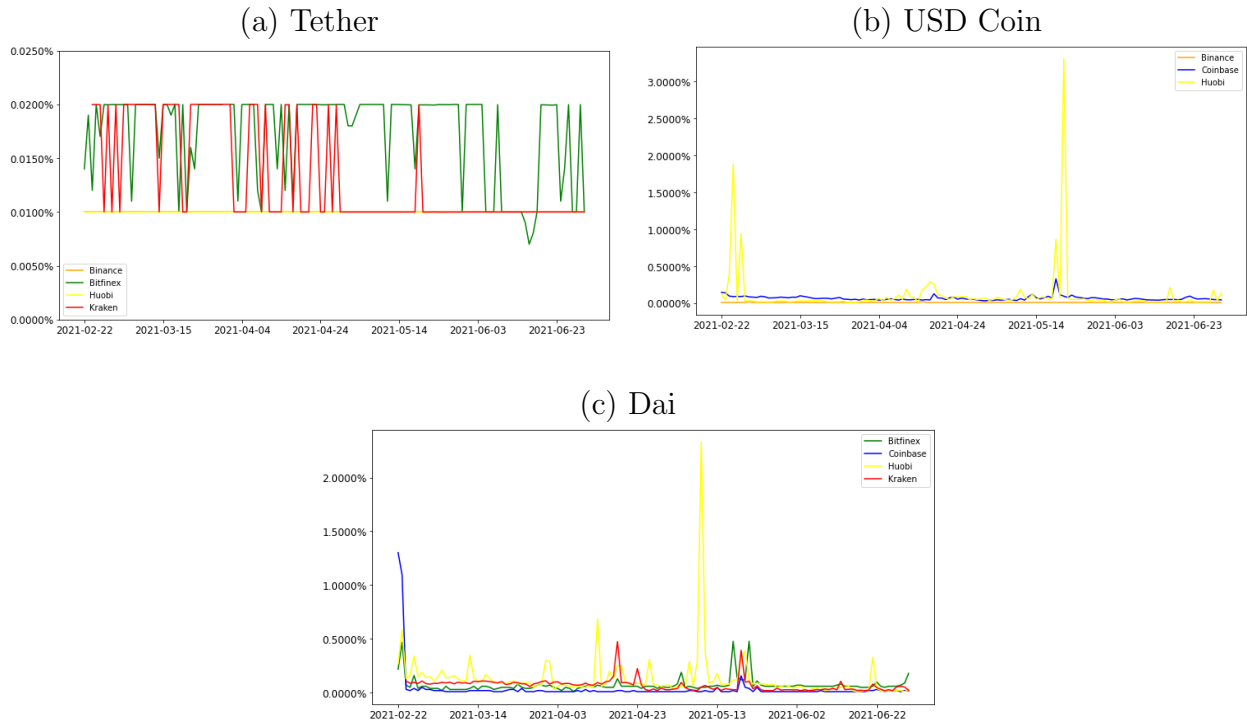 (a) Tether
0.0250%
0.0200%
0.0150%
0.0100%
0.0050%
0.0000%
Binance
Bitfinex
Huobi
Kraken
2021-02-22 2021-03-15 2021-04-04 2021-04-24 2021-05-14 2021-06-03 2021-06-23
(b) USD Coin
3.0000%
2.5000%
2.0000%
1.5000%
1.0000%
0.5000%
0.0000%
Binance
Coinbase
Huobi
2021-02-22 2021-03-15 2021-04-04 2021-04-24 2021-05-14 2021-06-03 2021-06-23
(c) Dai
2.0000%
1.5000%
1.0000%
0.5000%
0.0000%
Bitfinex
Coinbase
Huobi
Kraken
2021-02-22 2021-03-14 2021-04-03 2021-04-23 2021-05-13 2021-06-02 2021-06-22